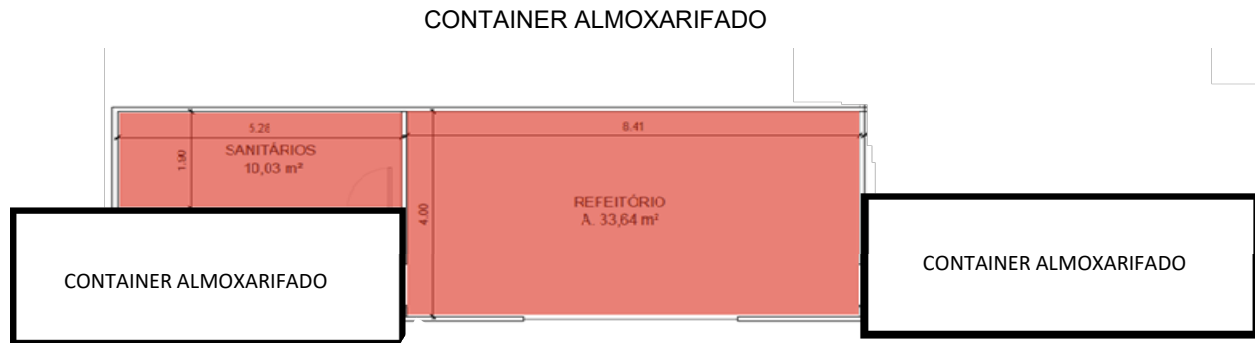 CONTAINER ALMOXARIFADO
5.28
8.41
SANITÁRIOS
10,03 m²
1.90
REFEITÓRIO
A. 33,64 m²
4.00
CONTAINER ALMOXARIFADO
CONTAINER ALMOXARIFADO